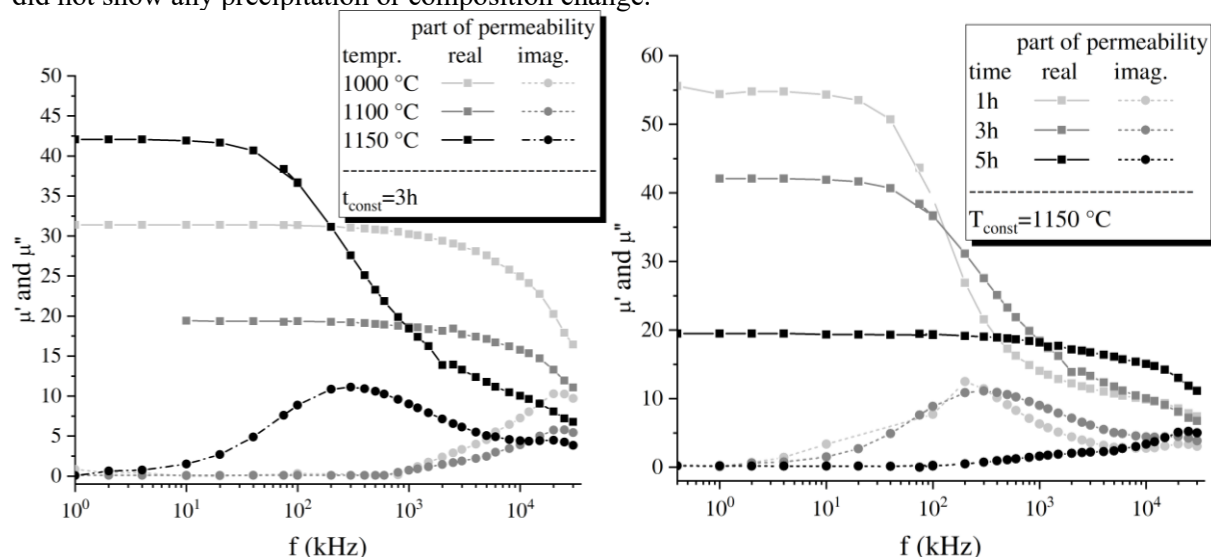 did not show any precipitation or composition change.
part of permeability
tempr. real imag.
1000 °C
1100 °C
1150 °C
t_const=3h
50
45
40
35
30
25
20
15
10
5
0
μ' and μ"
10^0 10^1 10^2 10^3 10^4
f (kHz)
part of permeability
time real imag.
1h
3h
5h
T_const=1150 °C
60
50
40
30
20
10
0
μ' and μ"
10^0 10^1 10^2 10^3 10^4
f (kHz)